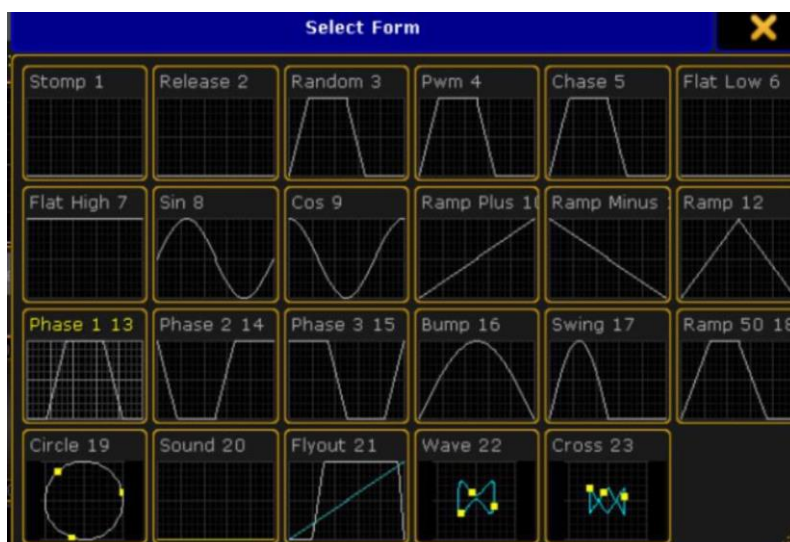 Select Form
Stomp 1
Release 2
Random 3
Pwm 4
Chase 5
Flat Low 6
Flat High 7
Sin 8
Cos 9
Ramp Plus 10
Ramp Minus
Ramp 12
Phase 1 13
Phase 2 14
Phase 3 15
Bump 16
Swing 17
Ramp 50 18
Circle 19
Sound 20
Flyout 21
Wave 22
Cross 23